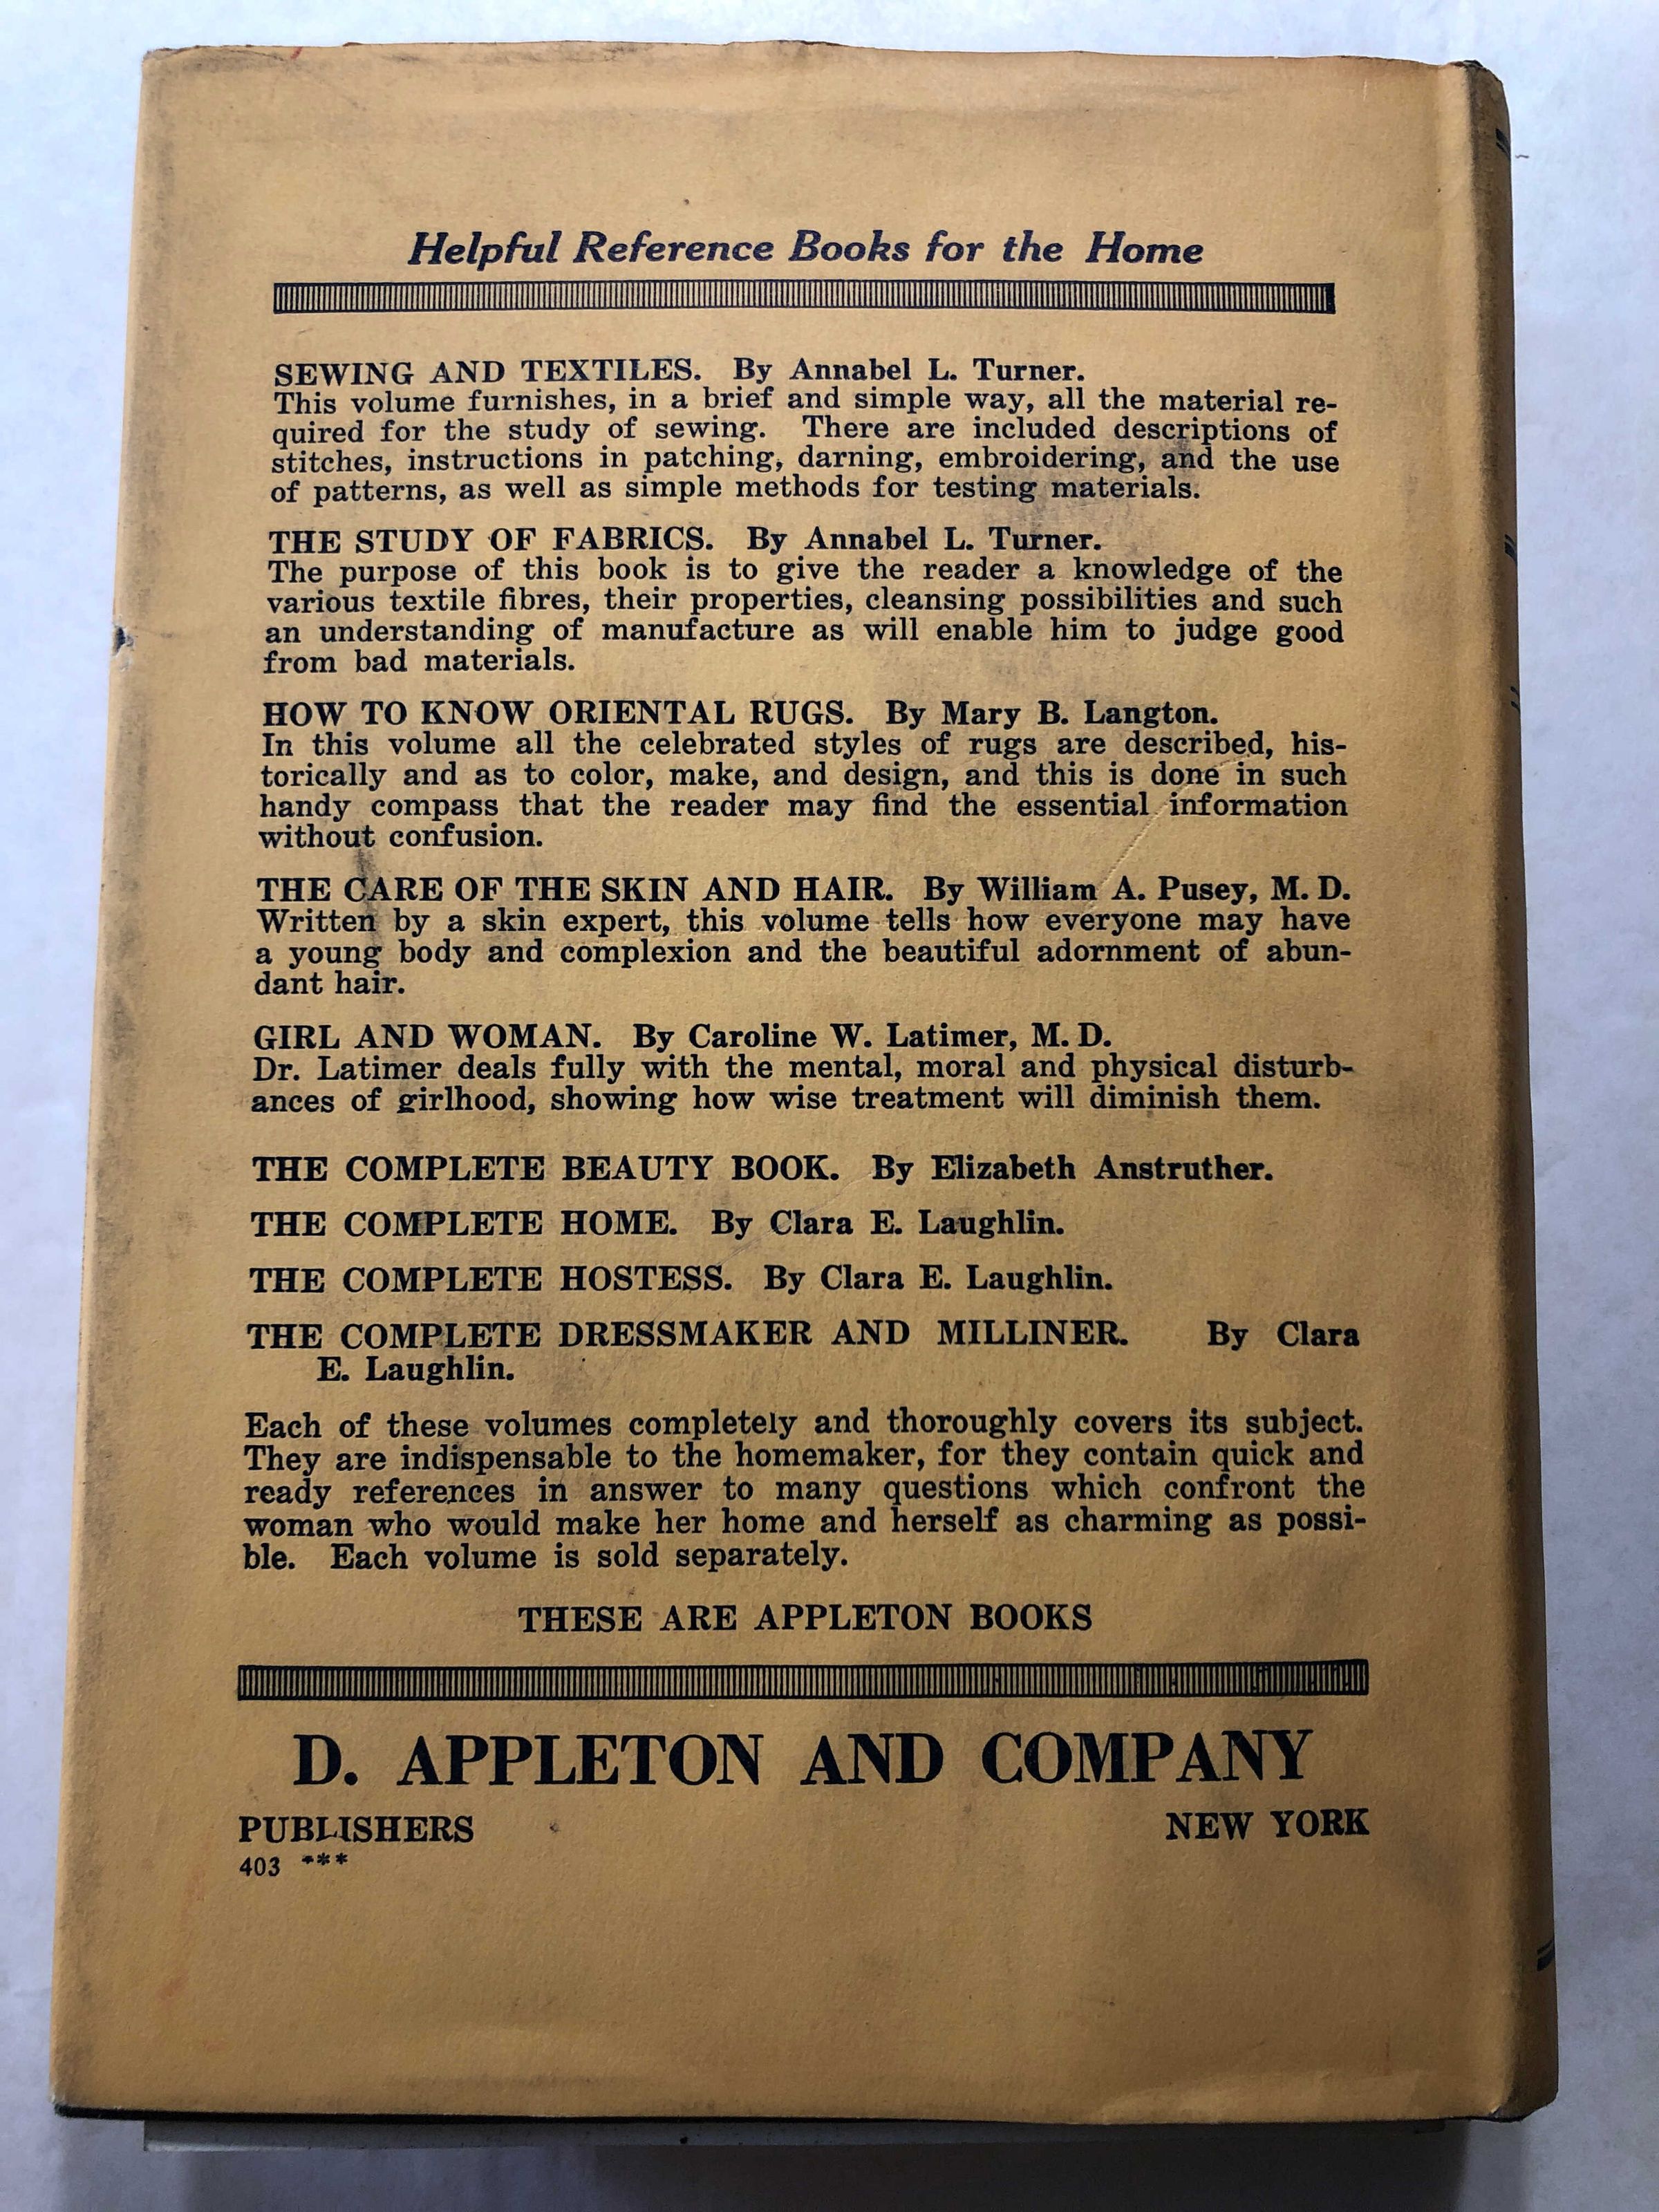 Helpful Reference Books for the Home
SEWING AND TEXTILES. By Annabel L. Turner.
This volume furnishes, in a brief and simple way, all the material re-
quired for the study of sewing. There are included descriptions of
stitches, instructions in patching, darning, embroidering, and the use
of patterns, as well as simple methods for testing materials.
THE STUDY OF FABRICS. By Annabel L. Turner.
The purpose of this book is to give the reader a knowledge of the
various textile fibres, their properties, cleansing possibilities and such
an understanding of manufacture as will enable him to judge good
from bad materials.
HOW TO KNOW ORIENTAL RUGS. By Mary B. Langton.
In this volume all the celebrated styles of rugs are described, his-
torically and as to color, make, and design, and this is done in such
handy compass that the reader may find the essential information
without confusion.
THE CARE OF THE SKIN AND HAIR. By William A. Pusey, M. D.
Written by a skin expert, this volume tells how everyone may have
a young body and complexion and the beautiful adornment of abun-
dant hair.
GIRL AND WOMAN. By Caroline W. Latimer, M. D.
Dr. Latimer deals fully with the mental, moral and physical disturb-
ances of girlhood, showing how wise treatment will diminish them.
THE COMPLETE BEAUTY BOOK. By Elizabeth Anstruther.
THE COMPLETE HOME. By Clara E. Laughlin.
THE COMPLETE HOSTESS. By Clara E. Laughlin.
THE COMPLETE DRESSMAKER AND MILLINER. By Clara
E. Laughlin.
Each of these volumes completely and thoroughly covers its subject.
They are indispensable to the homemaker, for they contain quick and
ready references in answer to many questions which confront the
woman who would make her home and herself as charming as possi-
ble. Each volume is sold separately.
THESE ARE APPLETON BOOKS
D. APPLETON AND COMPANY
PUBLISHERS NEW YORK
403 ***